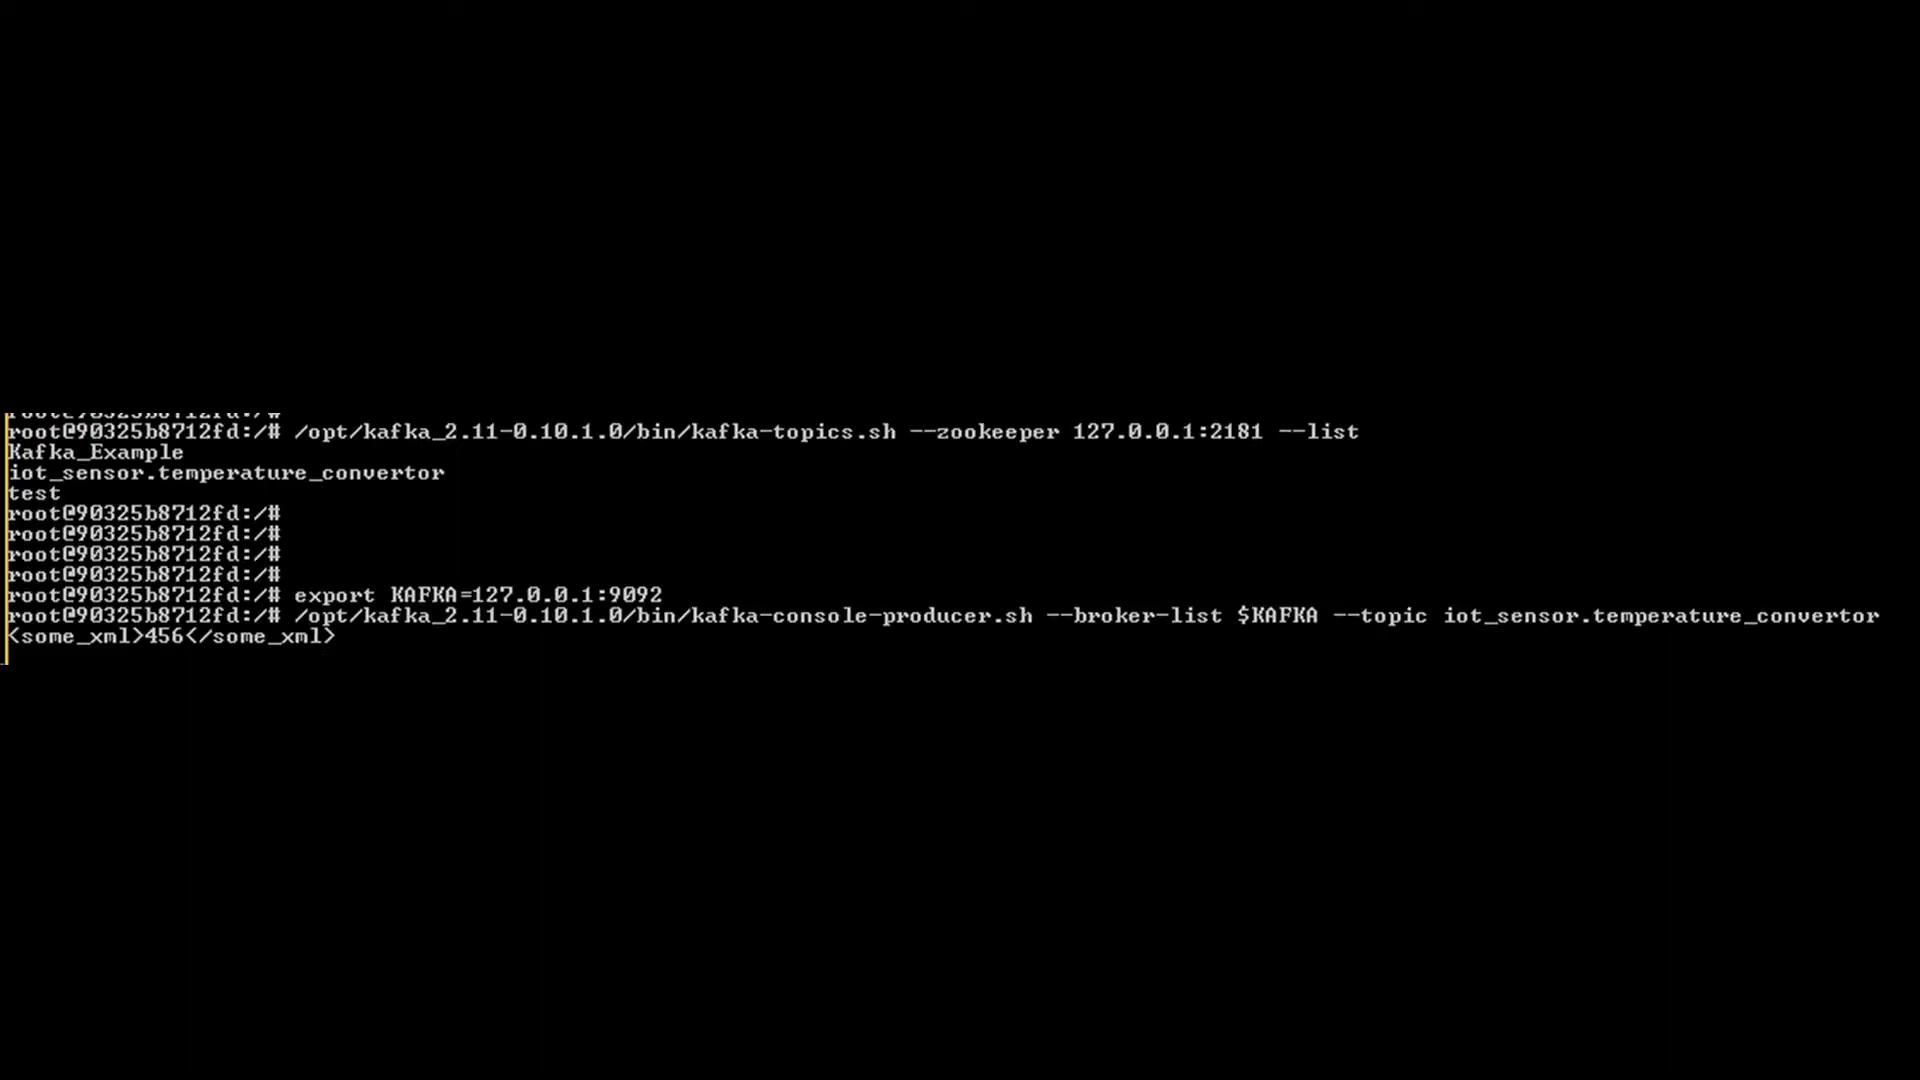 root@90325b8712fd:/#
root@90325b8712fd:/# /opt/kafka_2.11-0.10.1.0/bin/kafka-topics.sh --zookeeper 127.0.0.1:2181 --list
Kafka_Example
iot_sensor.temperature_convertor
test
root@90325b8712fd:/#
root@90325b8712fd:/#
root@90325b8712fd:/#
root@90325b8712fd:/#
root@90325b8712fd:/# export KAFKA=127.0.0.1:9092
root@90325b8712fd:/# /opt/kafka_2.11-0.10.1.0/bin/kafka-console-producer.sh --broker-list $KAFKA --topic iot_sensor.temperature_convertor
<some_xml>456</some_xml>